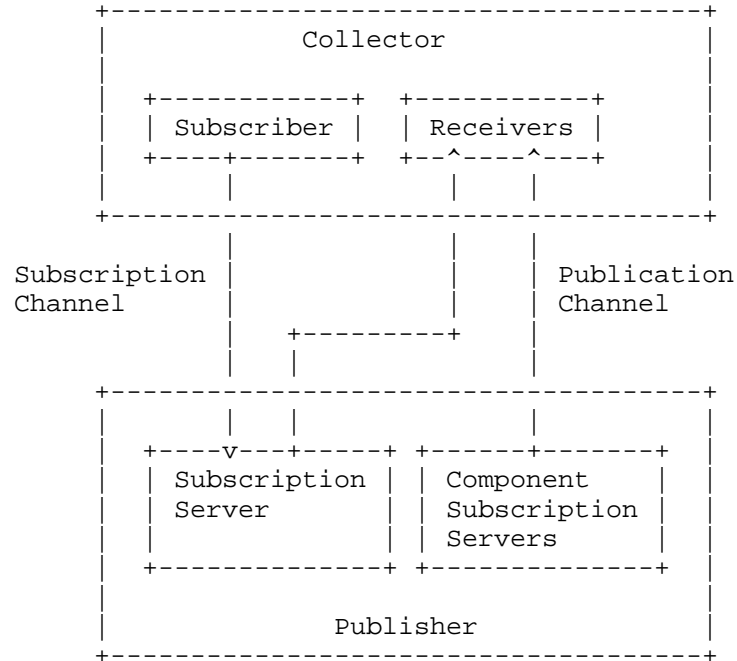 Collector
Subscriber Receivers
Subscription Publication
Channel Channel
Subscription Component
Server Subscription
Servers
Publisher